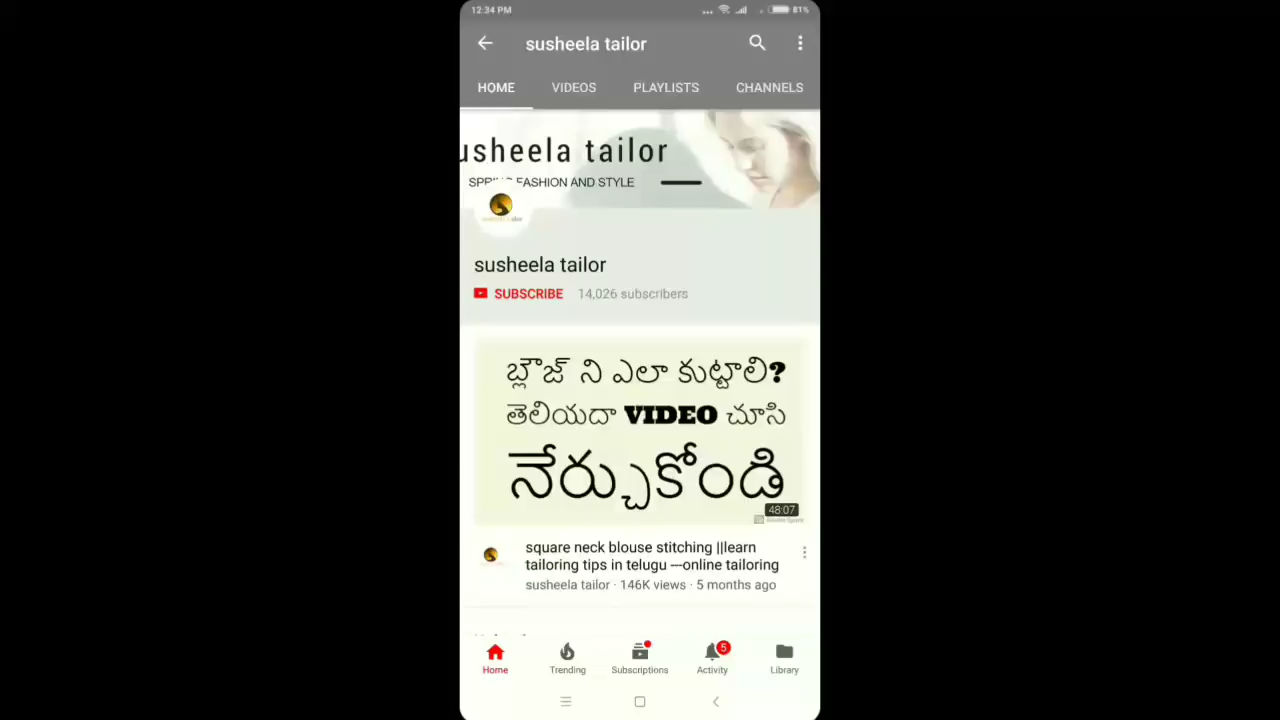 12:34 PM
81%
susheela tailor
HOME VIDEOS PLAYLISTS CHANNELS
usheela tailor
FASHION AND STYLE
susheela tailor
SUBSCRIBE 14,026 subscribers
బ్లౌజ్ ని ఎలా కుట్టాలి?
తెలియదా VIDEO చూసి
నేర్చుకోండి
48:07
square neck blouse stitching ||learn
tailoring tips in telugu ---online tailoring
susheela tailor · 146K views · 5 months ago
5
Home Trending Subscriptions Activity Library